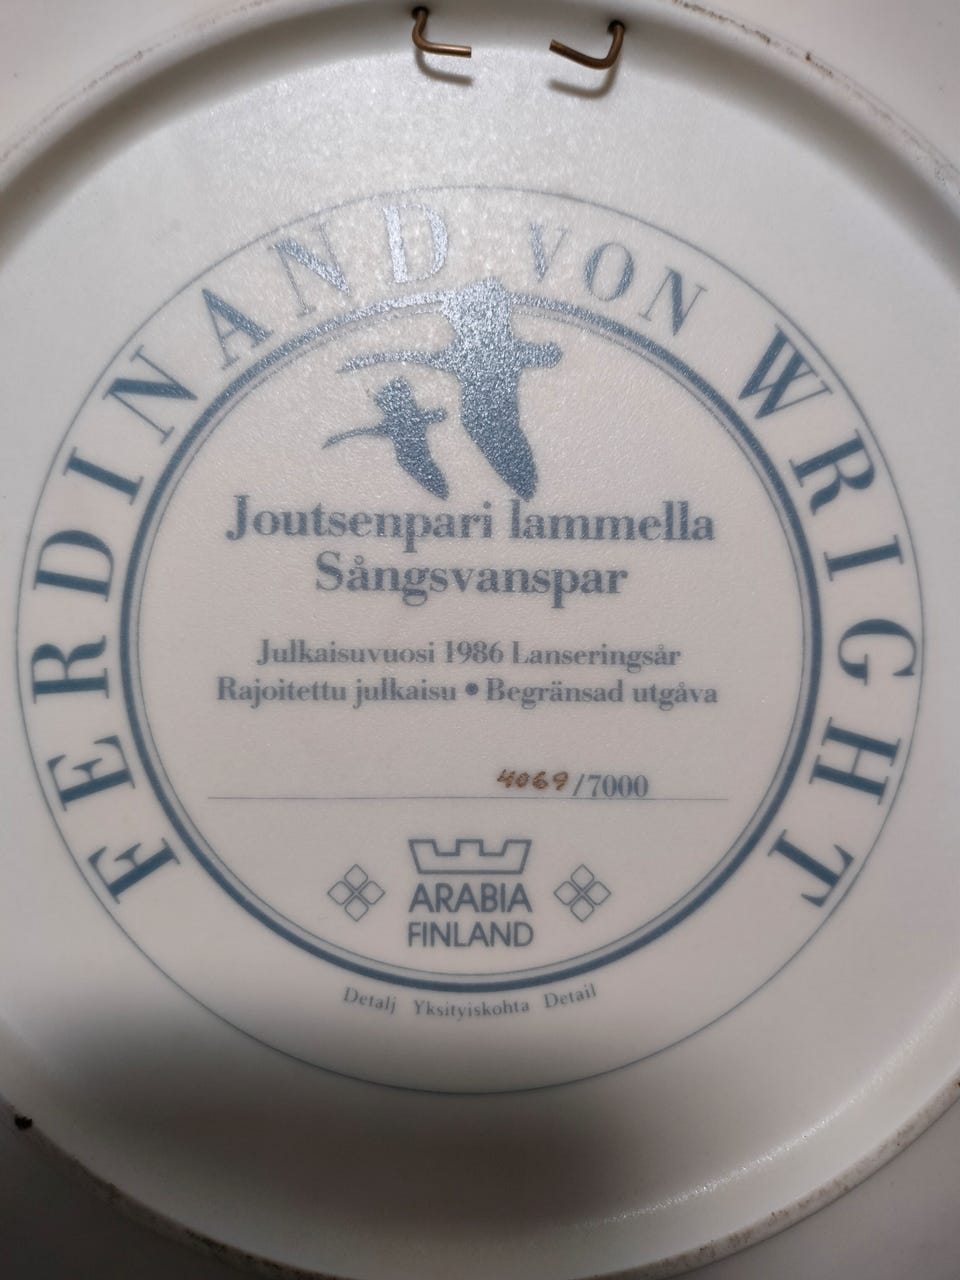 FERDINAND VON WRIGHT
Joutsenpari lammella
Sångsvanspar
Julkaisuvuosi 1986 Lanseringsår
Rajoitettu julkaisu • Begränsad utgåva
4069/7000
ARABIA
FINLAND
Detalj Yksityiskohta Detail